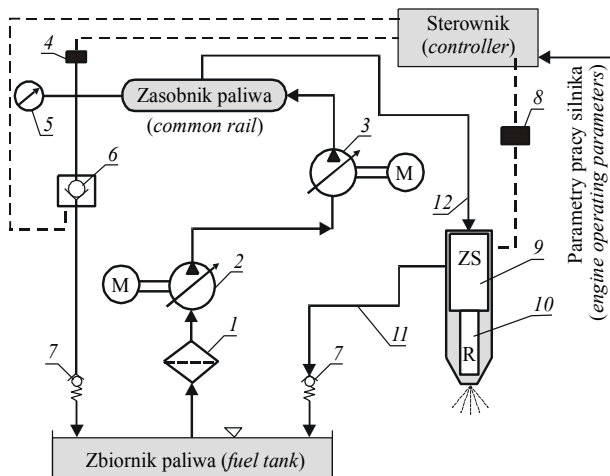 Sterownik
(controller)
4
Zasobnik paliwa
(common rail)
5
3
8
M
6
12
Parametry pracy silnika
(engine operating parameters)
ZS
9
M
2
10
1
11
R
7
7
Zbiornik paliwa (fuel tank)